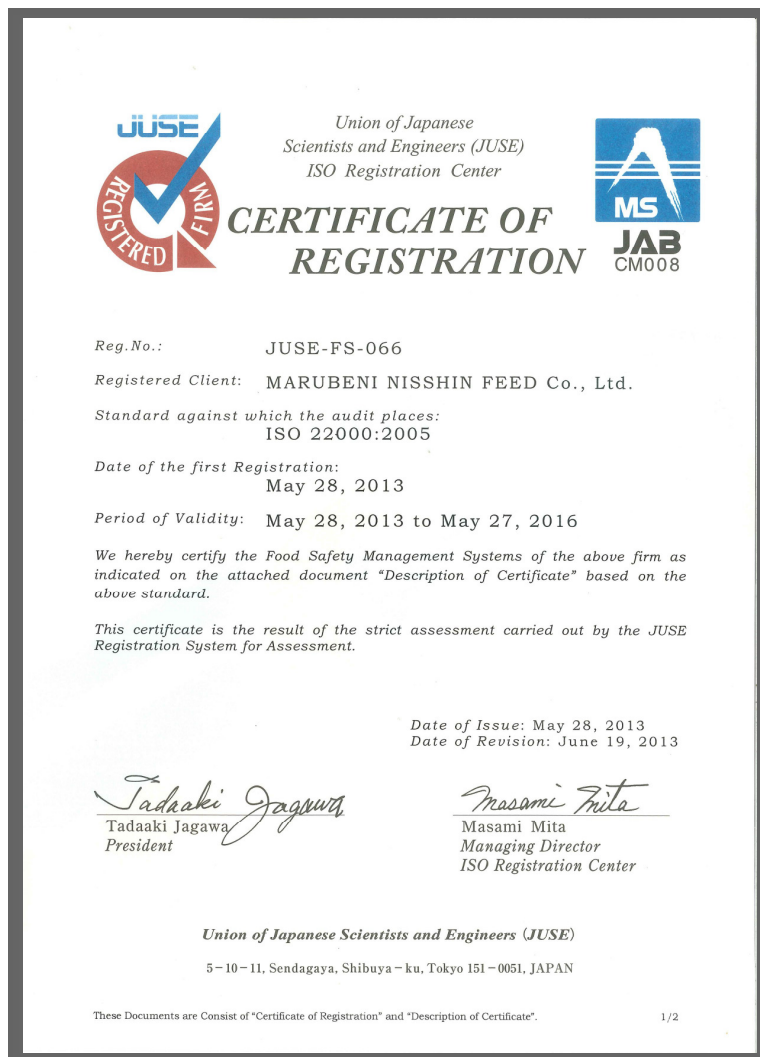 JUSE
REGISTERED FIRM
Union of Japanese
Scientists and Engineers (JUSE)
ISO Registration Center
CERTIFICATE OF
REGISTRATION
MS
JAB
CM008
Reg.No.: JUSE-FS-066
Registered Client: MARUBENI NISSHIN FEED Co., Ltd.
Standard against which the audit places:
ISO 22000:2005
Date of the first Registration:
May 28, 2013
Period of Validity: May 28, 2013 to May 27, 2016
We hereby certify the Food Safety Management Systems of the above firm as
indicated on the attached document “Description of Certificate” based on the
above standard.
This certificate is the result of the strict assessment carried out by the JUSE
Registration System for Assessment.
Date of Issue: May 28, 2013
Date of Revision: June 19, 2013
Tadaaki Jagawa
Tadaaki Jagawa
President
Masami Mita
Masami Mita
Managing Director
ISO Registration Center
Union of Japanese Scientists and Engineers (JUSE)
5-10-11, Sendagaya, Shibuya-ku, Tokyo 151-0051, JAPAN
These Documents are Consist of “Certificate of Registration” and “Description of Certificate”. 1/2